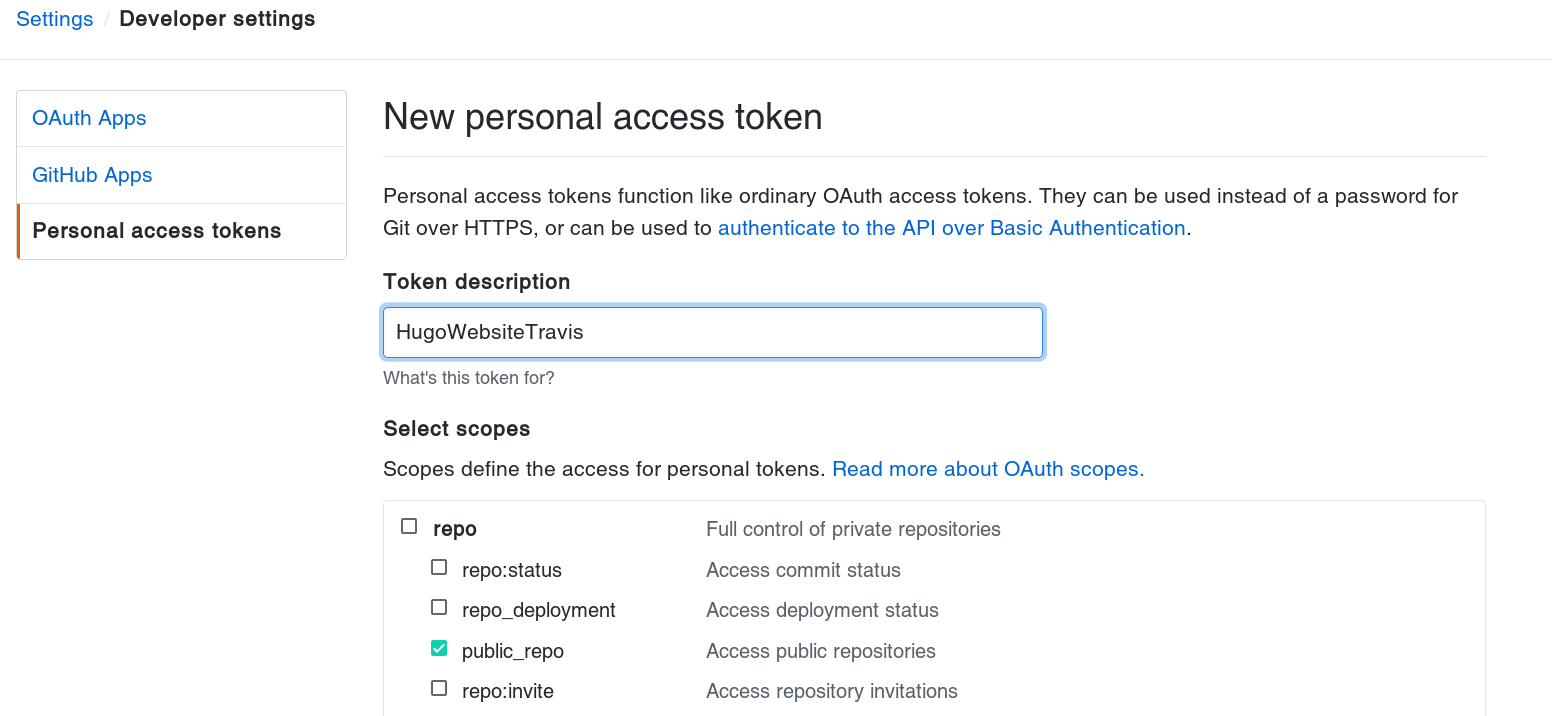 Settings / Developer settings
OAuth Apps
GitHub Apps
Personal access tokens
New personal access token
Personal access tokens function like ordinary OAuth access tokens. They can be used instead of a password for
Git over HTTPS, or can be used to authenticate to the API over Basic Authentication.
Token description
HugoWebsiteTravis
What's this token for?
Select scopes
Scopes define the access for personal tokens. Read more about OAuth scopes.
repo Full control of private repositories
repo:status Access commit status
repo_deployment Access deployment status
public_repo Access public repositories
repo:invite Access repository invitations